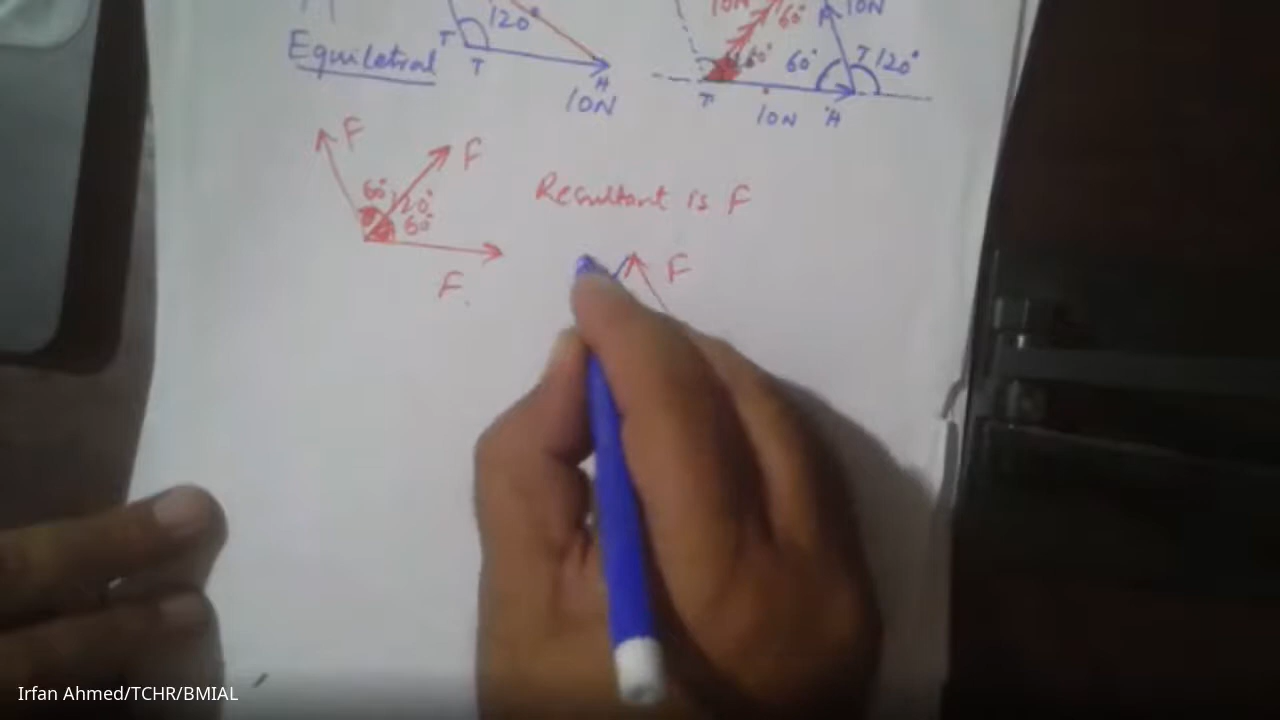 120°
T
T
Equiletral
H
10N
10N
60°
10N
60°
60°
T
120°
T
10N
H
F
F
60°
120°
60°
F
Resultant is F
F
Irfan Ahmed/TCHR/BMIAL